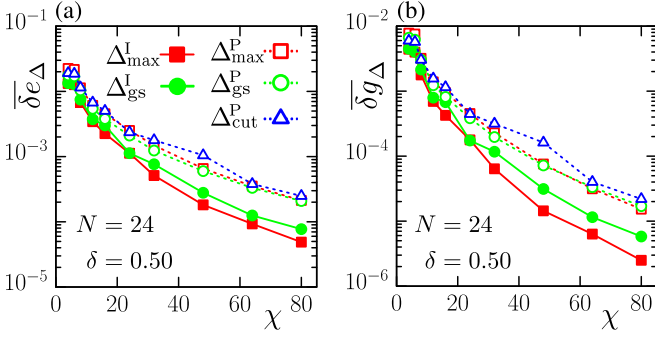 (a)
10⁻¹
10⁻³
10⁻⁵
δe_Δ
Δ^I_max
Δ^P_max
Δ^I_gs
Δ^P_gs
Δ^P_cut
N = 24
δ = 0.50
0 20 40 60 80
χ
(b)
10⁻²
10⁻⁴
10⁻⁶
δg_Δ
N = 24
δ = 0.50
0 20 40 60 80
χ